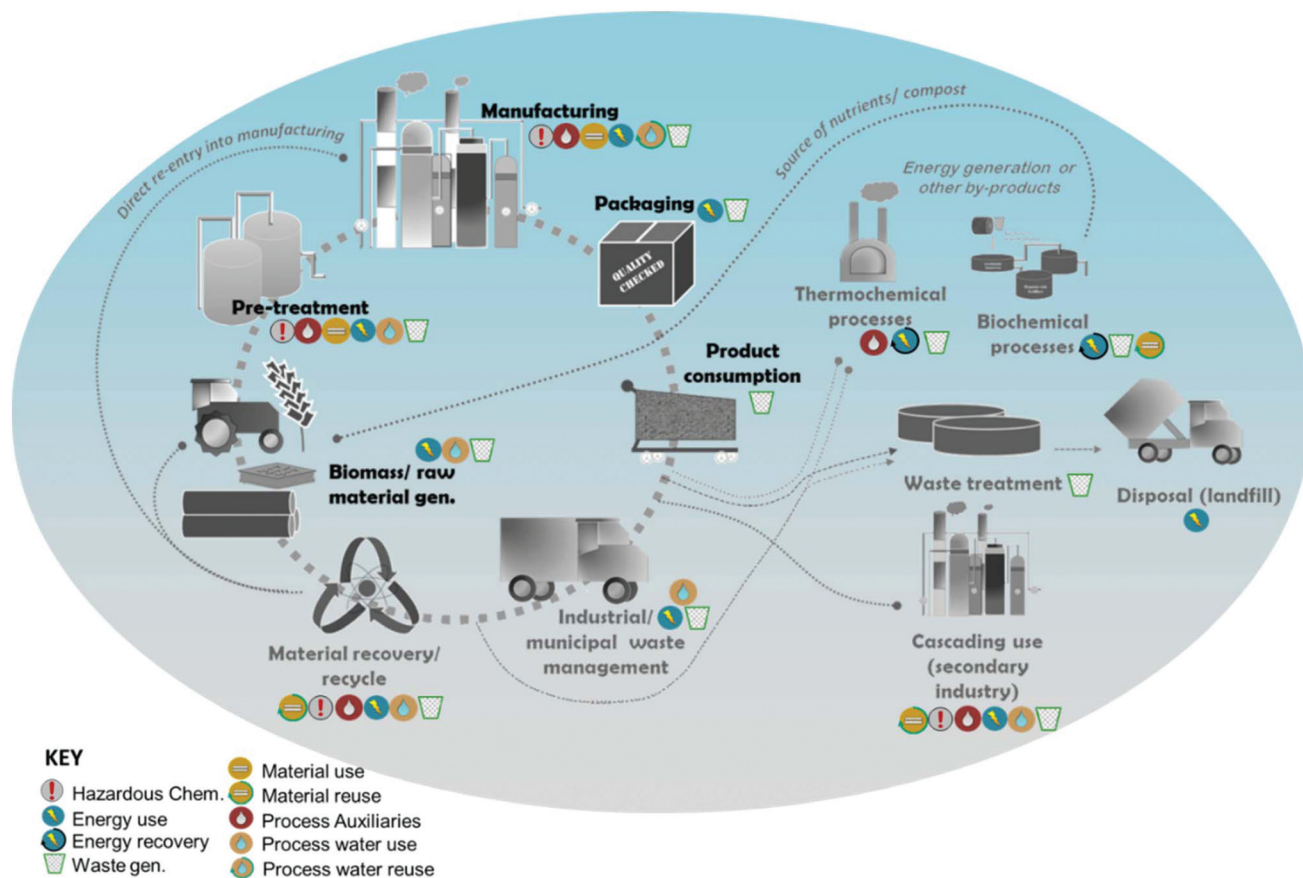 Manufacturing
Direct re-entry into manufacturing
Source of nutrients/ compost
Energy generation or
other by-products
Packaging
QUALITY
CHECKED
Pre-treatment
Thermochemical
processes
Biochemical
processes
Product
consumption
Biomass/ raw
material gen.
Waste treatment
Disposal (landfill)
Industrial/
municipal waste
management
Material recovery/
recycle
Cascading use
(secondary
industry)
KEY
Hazardous Chem.
Energy use
Energy recovery
Waste gen.
Material use
Material reuse
Process Auxiliaries
Process water use
Process water reuse